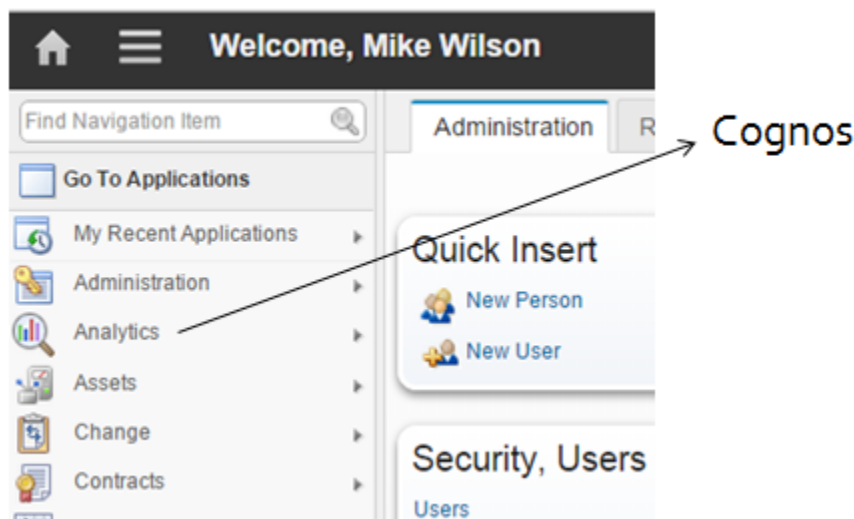 Welcome, Mike Wilson
Find Navigation Item
Administration
R
Cognos
Go To Applications
My Recent Applications
Administration
Analytics
Assets
Change
Contracts
Quick Insert
New Person
New User
Security, Users
Users